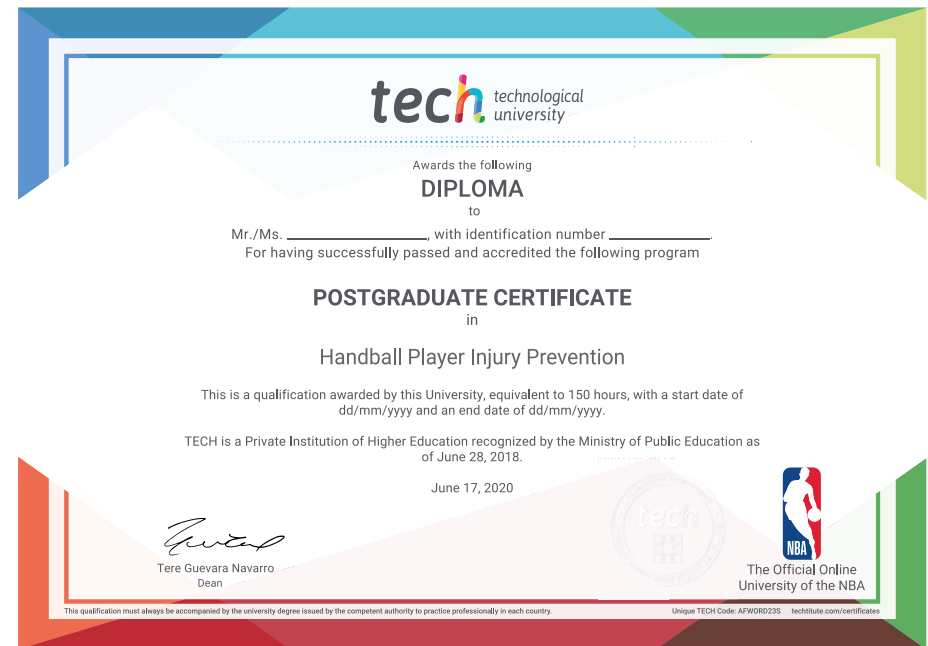 tech technological
university
Awards the following
DIPLOMA
to
Mr./Ms. ________________, with identification number ____________.
For having successfully passed and accredited the following program
POSTGRADUATE CERTIFICATE
in
Handball Player Injury Prevention
This is a qualification awarded by this University, equivalent to 150 hours, with a start date of
dd/mm/yyyy and an end date of dd/mm/yyyy.
TECH is a Private Institution of Higher Education recognized by the Ministry of Public Education as
of June 28, 2018.
June 17, 2020
tech
NBA
Tere Guevara Navarro
Dean
The Official Online
University of the NBA
This qualification must always be accompanied by the university degree issued by the competent authority to practice professionally in each country.
Unique TECH Code: AFWORD23S techtitute.com/certificates